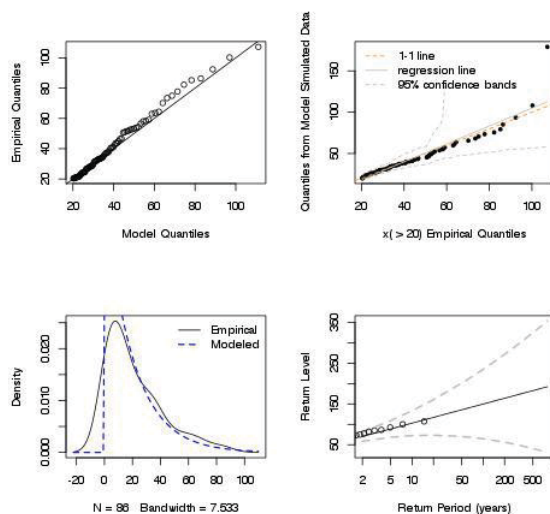 Empirical Quantiles
100
80
60
40
20
20 40 60 80 100
Model Quantiles
Quantiles from Model Simulated Data
150
100
50
1-1 line
regression line
95% confidence bands
20 40 60 80 100
x( > 20) Empirical Quantiles
Density
0.020
0.010
0.000
Empirical
Modeled
-20 0 20 40 60 80 100
N = 86 Bandwidth = 7.533
Return Level
350
250
150
50
2 5 10 20 50 200 500
Return Period (years)